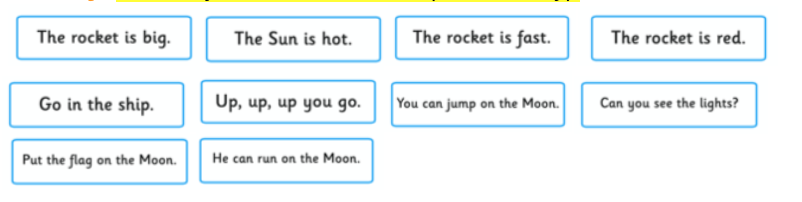 The rocket is big.
The Sun is hot.
The rocket is fast.
The rocket is red.
Go in the ship.
Up, up, up you go.
You can jump on the Moon.
Can you see the lights?
Put the flag on the Moon.
He can run on the Moon.